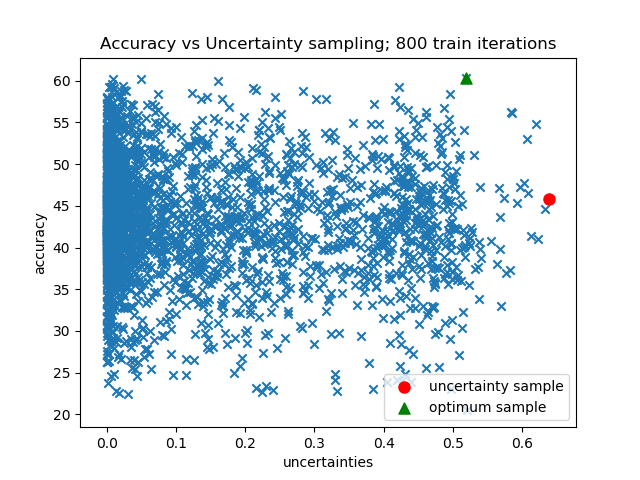 Accuracy vs Uncertainty sampling; 800 train iterations
accuracy
60
55
50
45
40
35
30
25
20
uncertainty sample
optimum sample
0.0 0.1 0.2 0.3 0.4 0.5 0.6
uncertainties